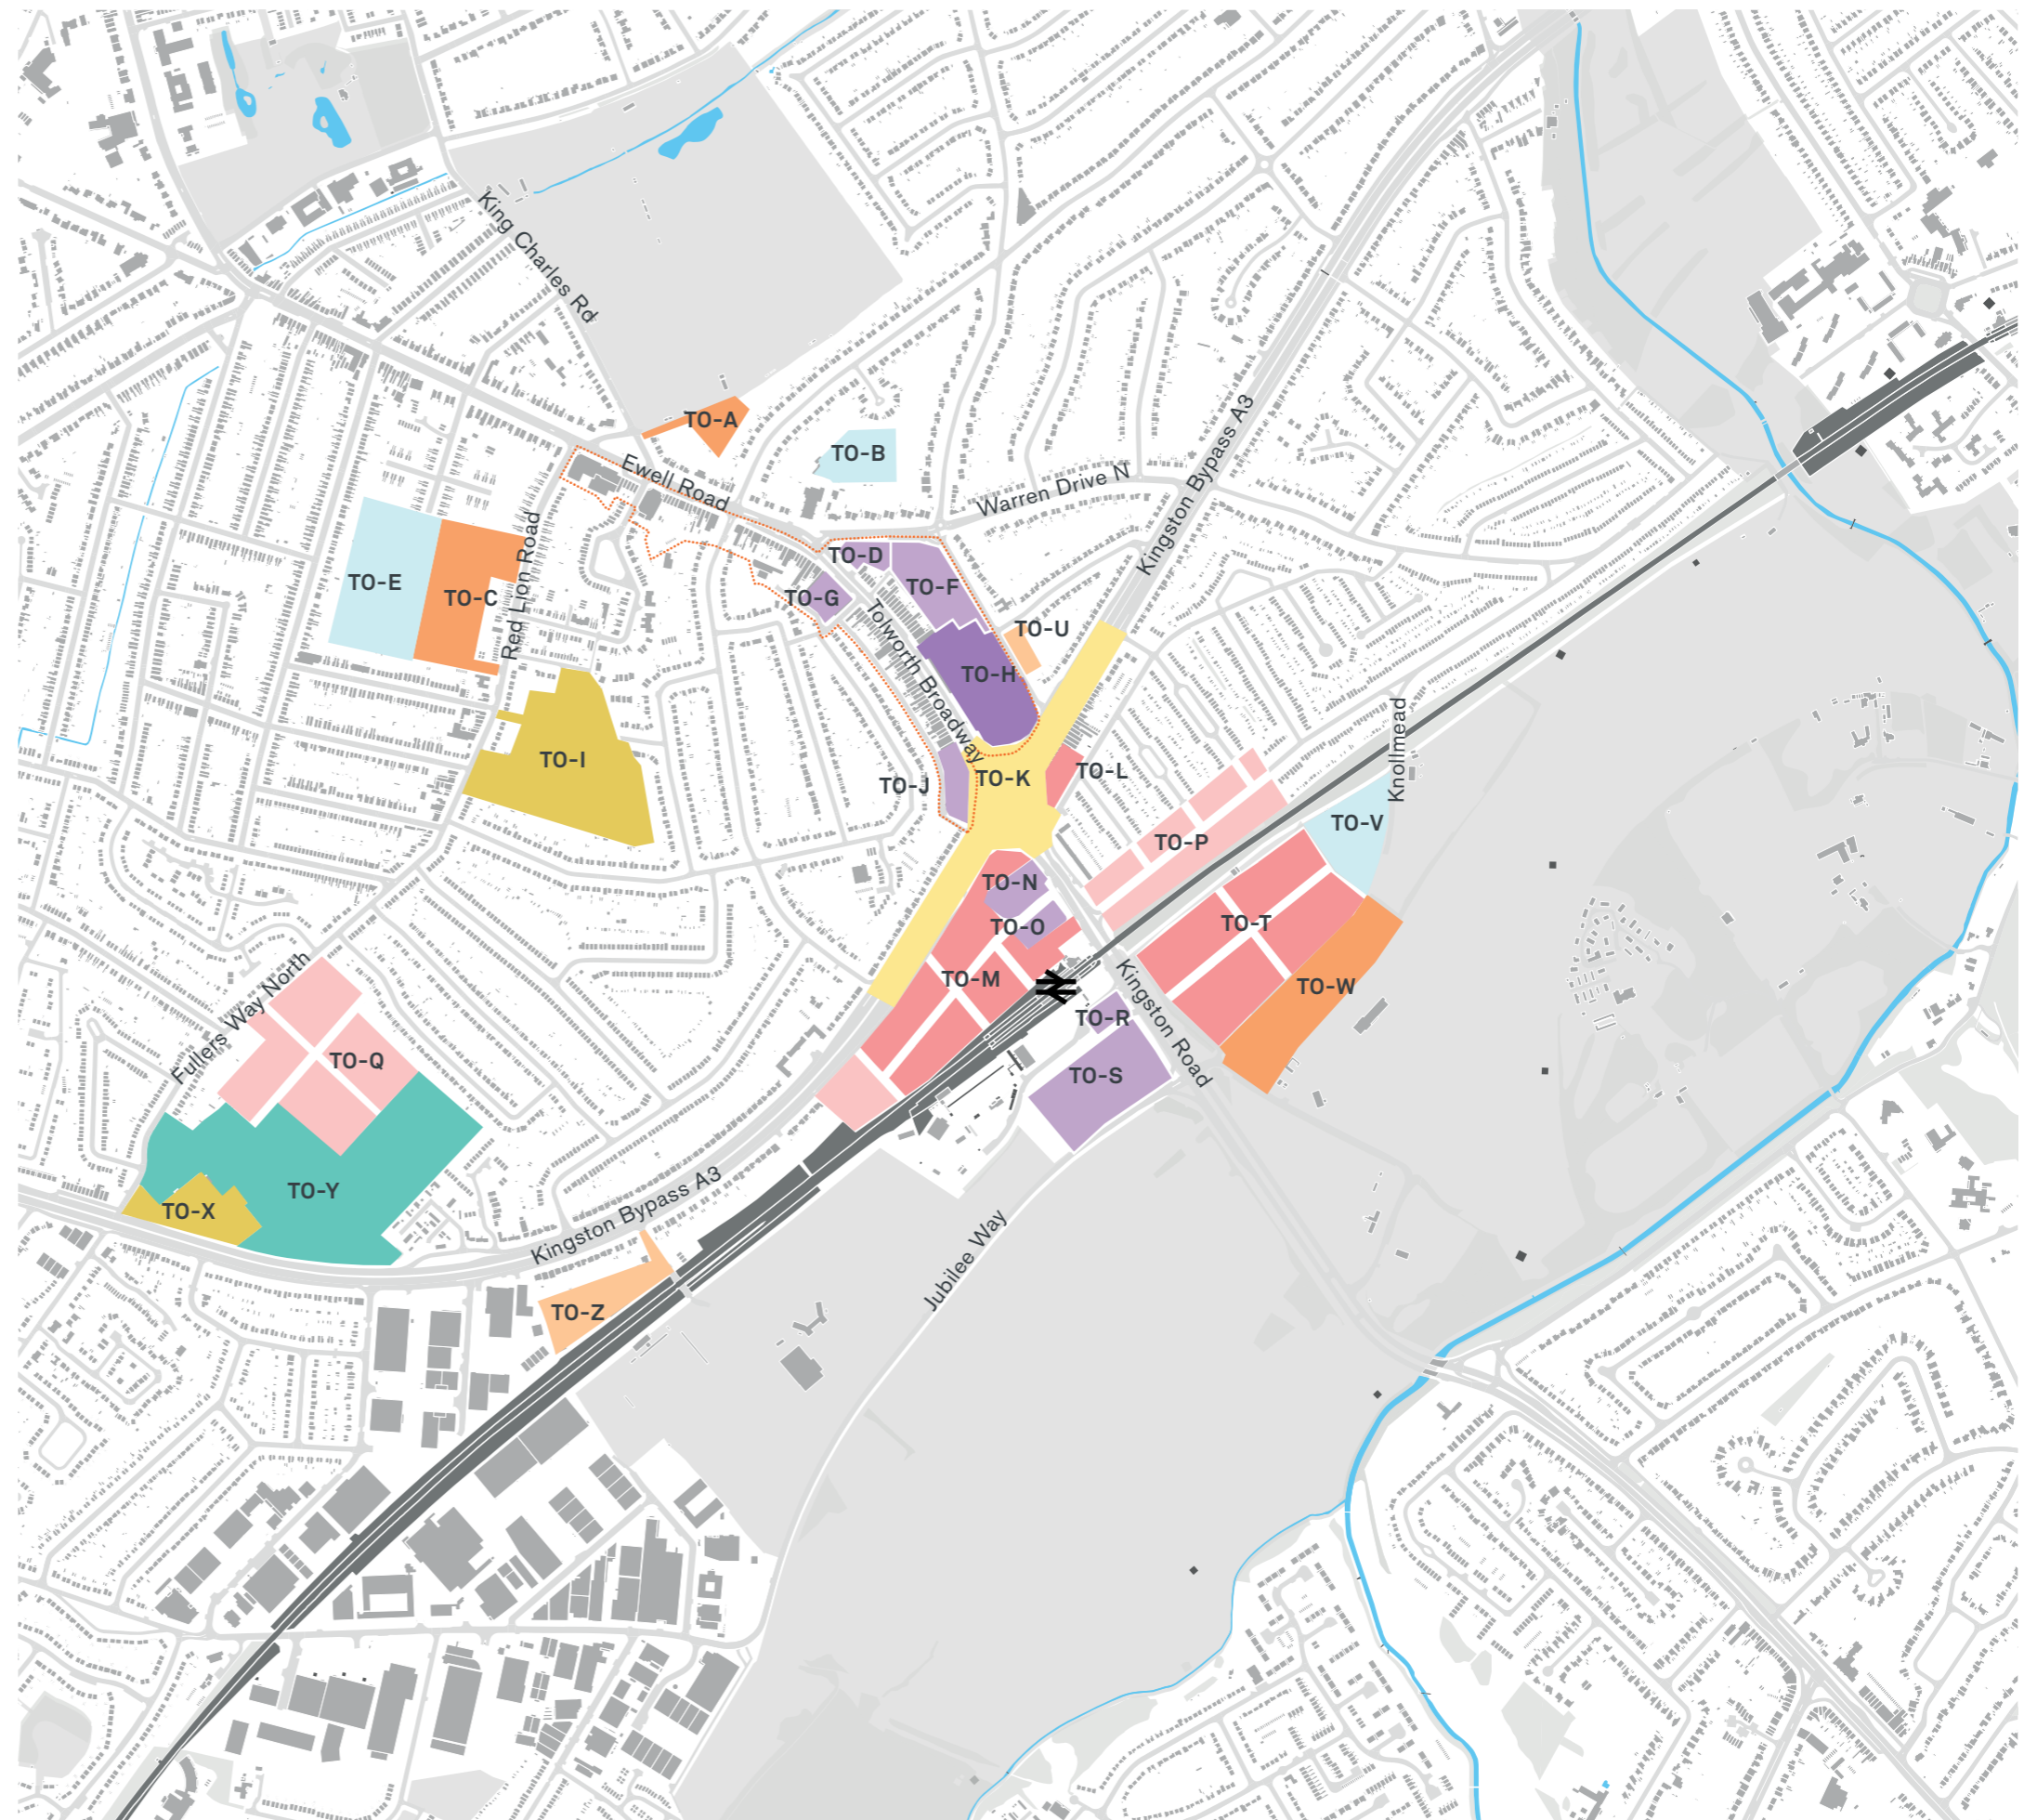 King Charles Rd
TO-A
TO-B
Ewell Road
Kingston Bypass A3
Warren Drive N
TO-D
TO-E
TO-C
Red Lion Road
TO-F
TO-G
Tolworth Broadway
TO-U
TO-H
TO-I
TO-J
TO-K
TO-L
Knollmead
TO-V
TO-P
TO-N
TO-O
TO-T
TO-M
TO-W
Kingston Road
TO-R
Fullers Way North
TO-Q
TO-S
TO-Y
TO-X
Kingston Bypass A3
Jubilee Way
TO-Z